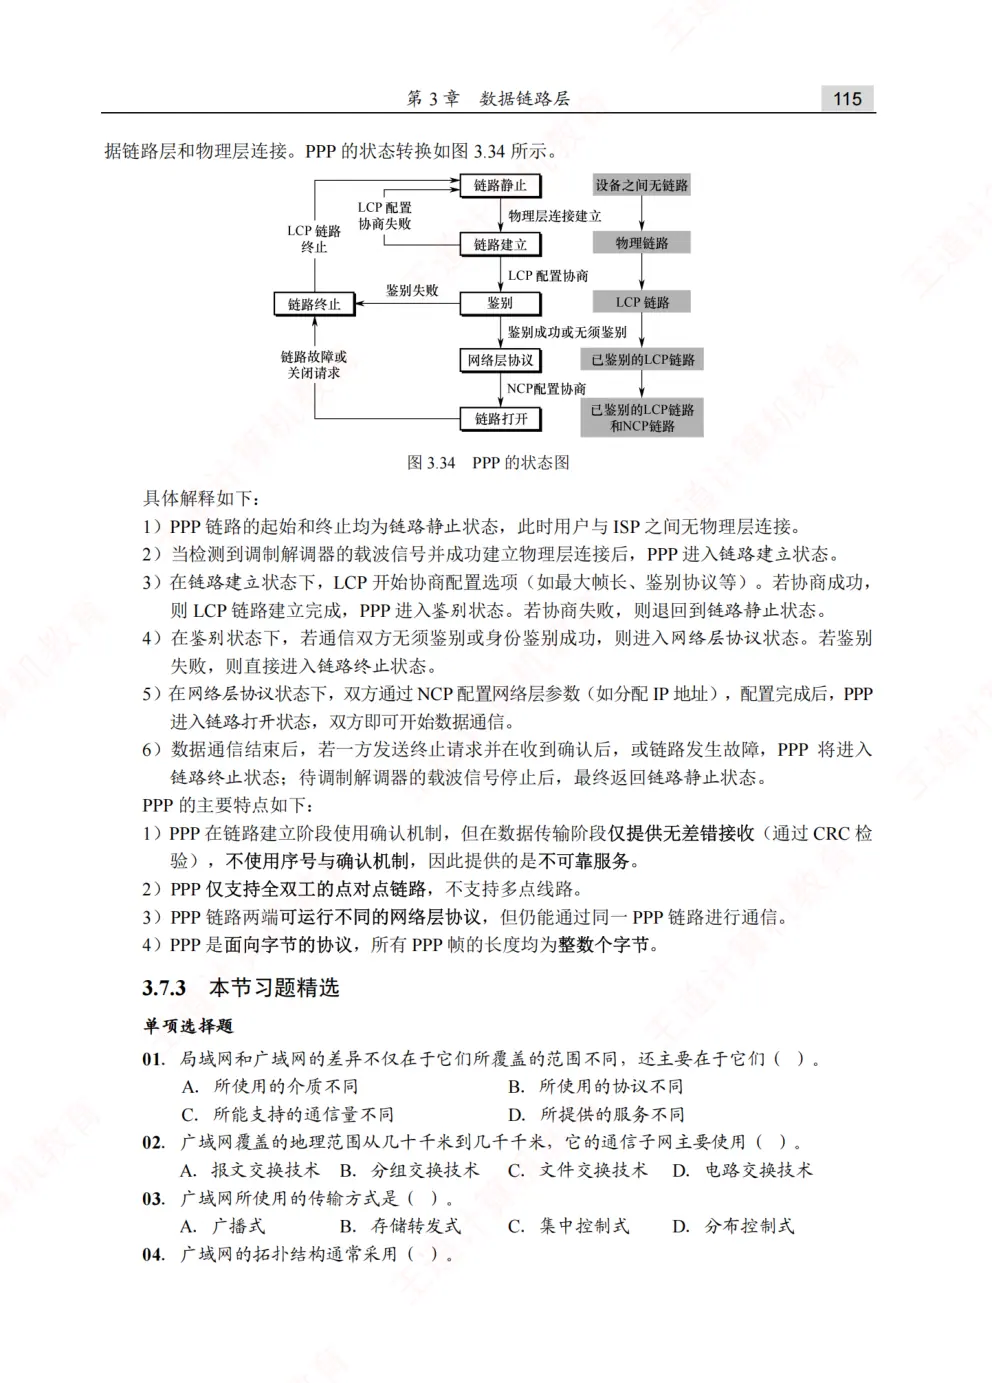 第 3 章 数据链路层 115
据链路层和物理层连接。PPP 的状态转换如图 3.34 所示。
链路静止
设备之间无链路
LCP 配置
协商失败
物理层连接建立
LCP 链路
终止
链路建立
物理链路
LCP 配置协商
鉴别失败
链路终止
鉴别
LCP 链路
鉴别成功或无须鉴别
链路故障或
关闭请求
网络层协议
已鉴别的LCP链路
NCP配置协商
链路打开
已鉴别的LCP链路
和NCP链路
图 3.34 PPP 的状态图
具体解释如下：
1）PPP 链路的起始和终止均为链路静止状态，此时用户与 ISP 之间无物理层连接。
2）当检测到调制解调器的载波信号并成功建立物理层连接后，PPP 进入链路建立状态。
3）在链路建立状态下，LCP 开始协商配置选项（如最大帧长、鉴别协议等）。若协商成功，
则 LCP 链路建立完成，PPP 进入鉴别状态。若协商失败，则退回到链路静止状态。
4）在鉴别状态下，若通信双方无须鉴别或身份鉴别成功，则进入网络层协议状态。若鉴别
失败，则直接进入链路终止状态。
5）在网络层协议状态下，双方通过 NCP 配置网络层参数（如分配 IP 地址），配置完成后，PPP
进入链路打开状态，双方即可开始数据通信。
6）数据通信结束后，若一方发送终止请求并在收到确认后，或链路发生故障，PPP 将进入
链路终止状态；待调制解调器的载波信号停止后，最终返回链路静止状态。
PPP 的主要特点如下：
1）PPP 在链路建立阶段使用确认机制，但在数据传输阶段仅提供无差错接收（通过 CRC 检
验），不使用序号与确认机制，因此提供的是不可靠服务。
2）PPP 仅支持全双工的点对点链路，不支持多点线路。
3）PPP 链路两端可运行不同的网络层协议，但仍能通过同一 PPP 链路进行通信。
4）PPP 是面向字节的协议，所有 PPP 帧的长度均为整数个字节。
3.7.3 本节习题精选
单项选择题
01. 局域网和广域网的差异不仅在于它们所覆盖的范围不同，还主要在于它们（ ）。
A. 所使用的介质不同 B. 所使用的协议不同
C. 所能支持的通信量不同 D. 所提供的服务不同
02. 广域网覆盖的地理范围从几十千米到几千千米，它的通信子网主要使用（ ）。
A. 报文交换技术 B. 分组交换技术 C. 文件交换技术 D. 电路交换技术
03. 广域网所使用的传输方式是（ ）。
A. 广播式 B. 存储转发式 C. 集中控制式 D. 分布控制式
04. 广域网的拓扑结构通常采用（ ）。
王道计算机教育